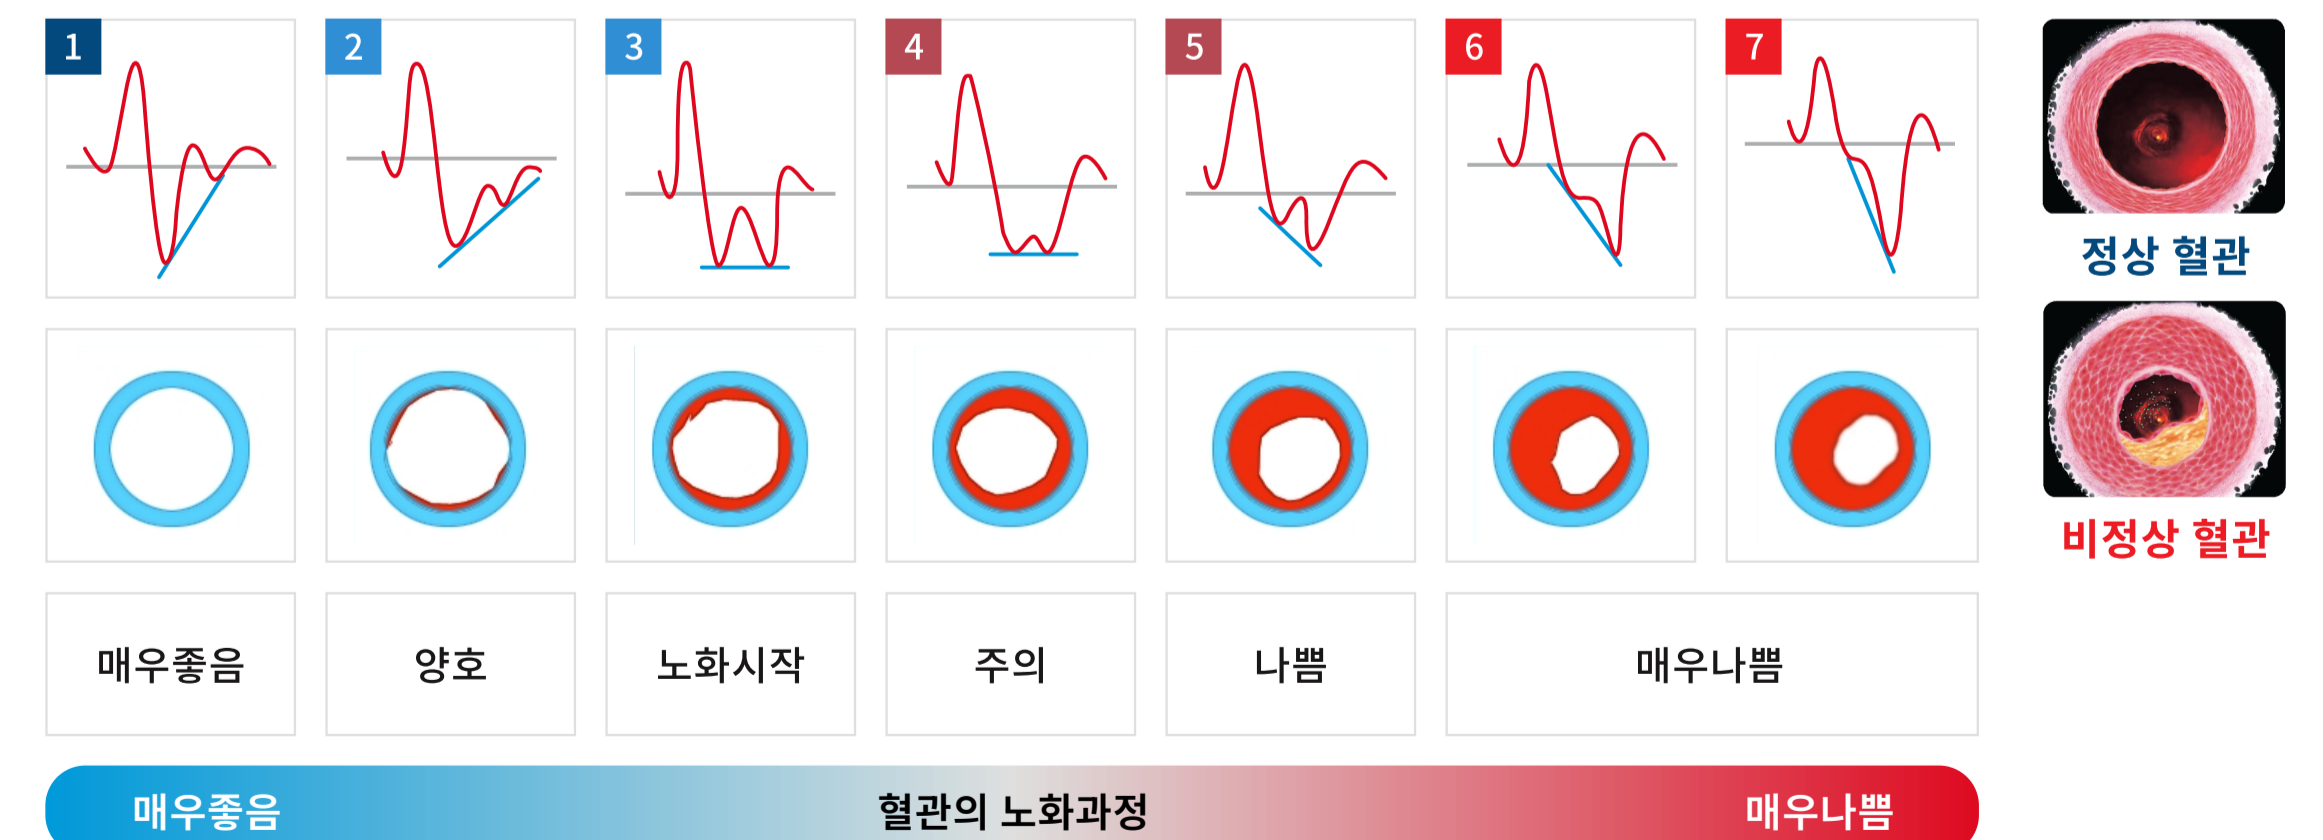 1
2
3
4
5
6
7
정상 혈관
비정상 혈관
매우좋음
양호
노화시작
주의
나쁨
매우나쁨
매우좋음
혈관의 노화과정
매우나쁨